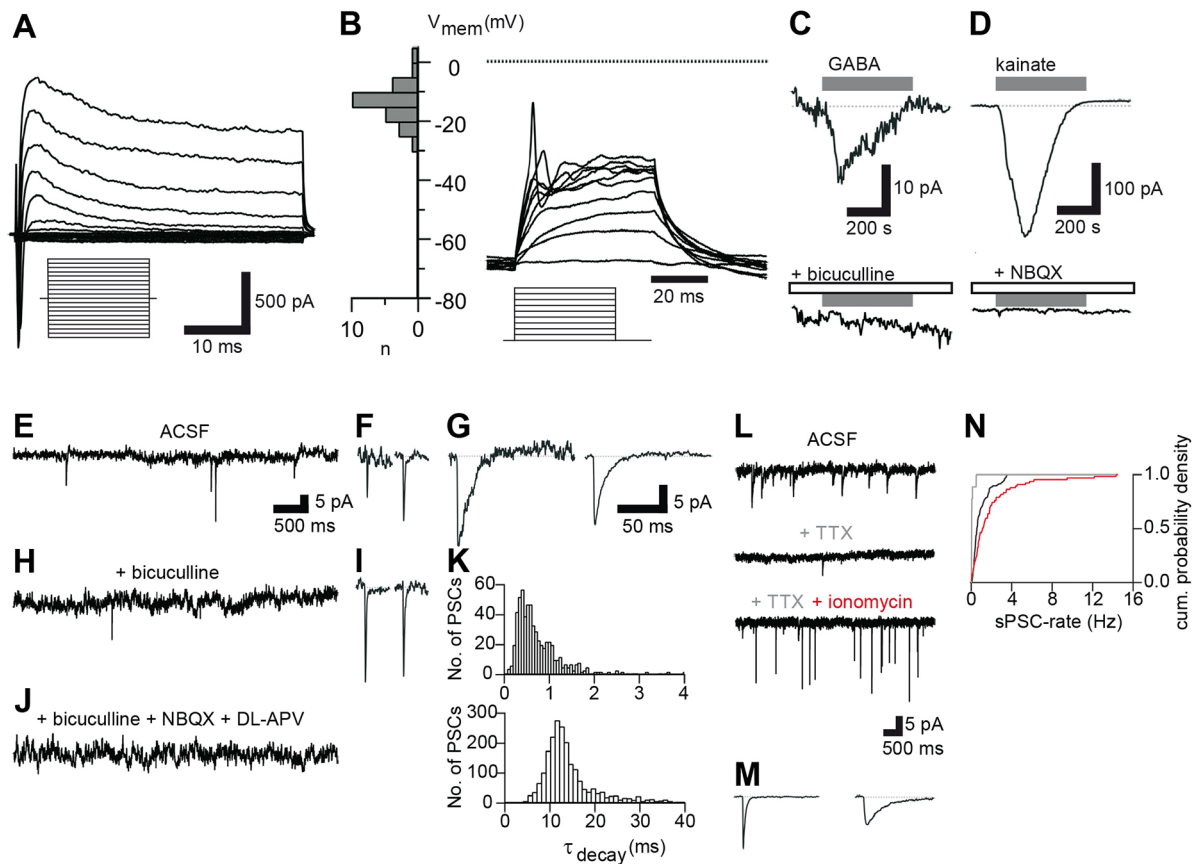 A
500 pA
10 ms
B
Vmem (mV)
0
-20
-40
-60
-80
10 0
n
20 ms
C
GABA
10 pA
200 s
+ bicuculline
D
kainate
100 pA
200 s
+ NBQX
E
ACSF
5 pA
500 ms
F
G
5 pA
50 ms
H
+ bicuculline
I
J
+ bicuculline + NBQX + DL-APV
K
No. of PSCs
60
40
20
0
0 1 2 3 4
No. of PSCs
300
200
100
0
0 10 20 30 40
τ decay (ms)
L
ACSF
+ TTX
+ TTX + ionomycin
5 pA
500 ms
M
N
1.0
0.5
0.0
0 4 8 12 16
sPSC-rate (Hz)
cum. probability density